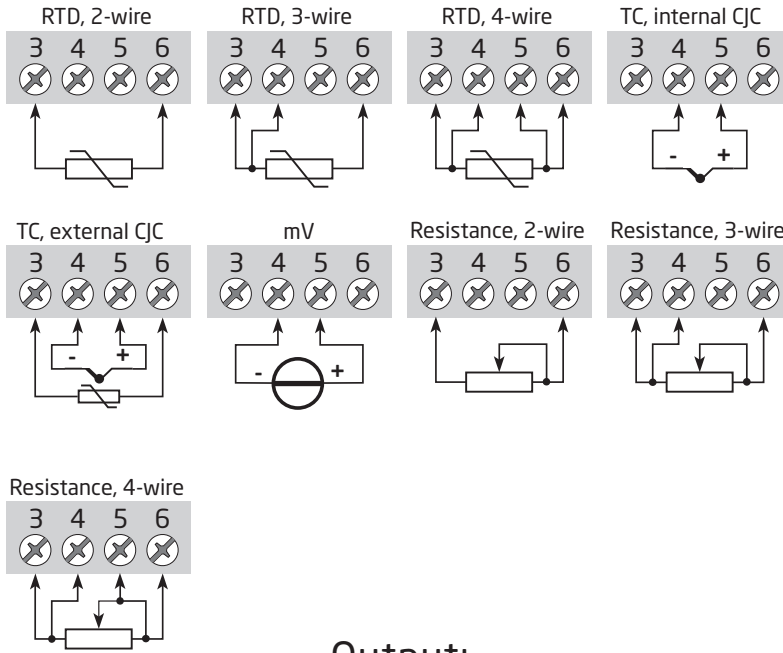 RTD, 2-wire
3 4 5 6
RTD, 3-wire
3 4 5 6
RTD, 4-wire
3 4 5 6
TC, internal CJC
3 4 5 6
- +
TC, external CJC
3 4 5 6
- +
mV
3 4 5 6
- +
Resistance, 2-wire
3 4 5 6
Resistance, 3-wire
3 4 5 6
Resistance, 4-wire
3 4 5 6
Output: